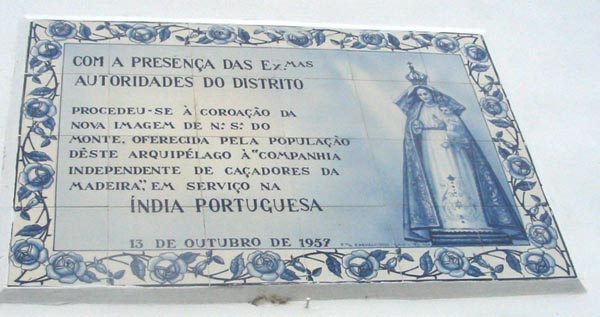 COM A PRESENÇA DAS Ex.MAS
AUTORIDADES DO DISTRITO
PROCEDEU-SE À COROAÇÃO DA
NOVA IMAGEM DE N.S. DO
MONTE, OFERECIDA PELA POPULAÇÃO
DÊSTE ARQUIPÉLAGO À "COMPANHIA
INDEPENDENTE DE CAÇADORES DA
MADEIRA", EM SERVIÇO NA
ÍNDIA PORTUGUESA
13 DE OUTUBRO DE 1957